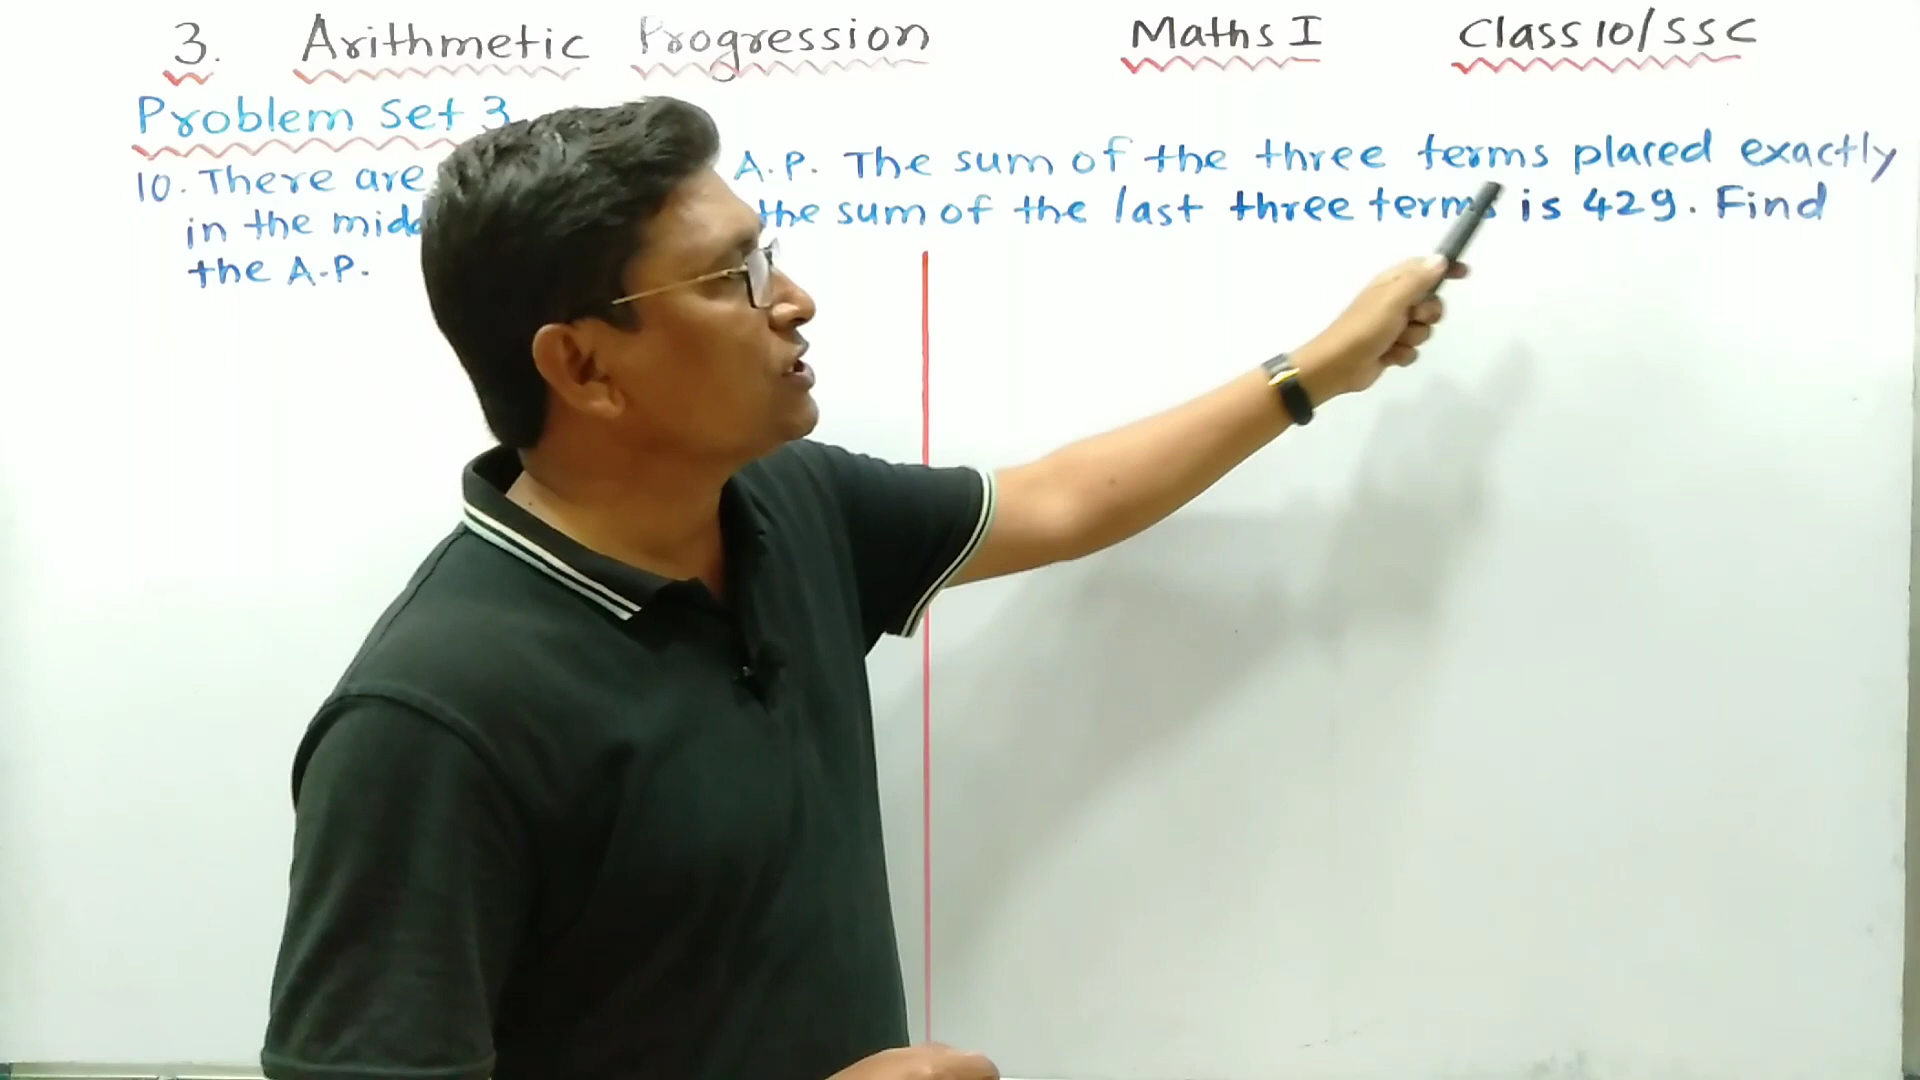 3. Arithmetic Progression Maths I Class 10/SSC
Problem Set 3
10. There are A.P. The sum of the three terms placed exactly
in the the sum of the last three terms is 429. Find
the A.P.